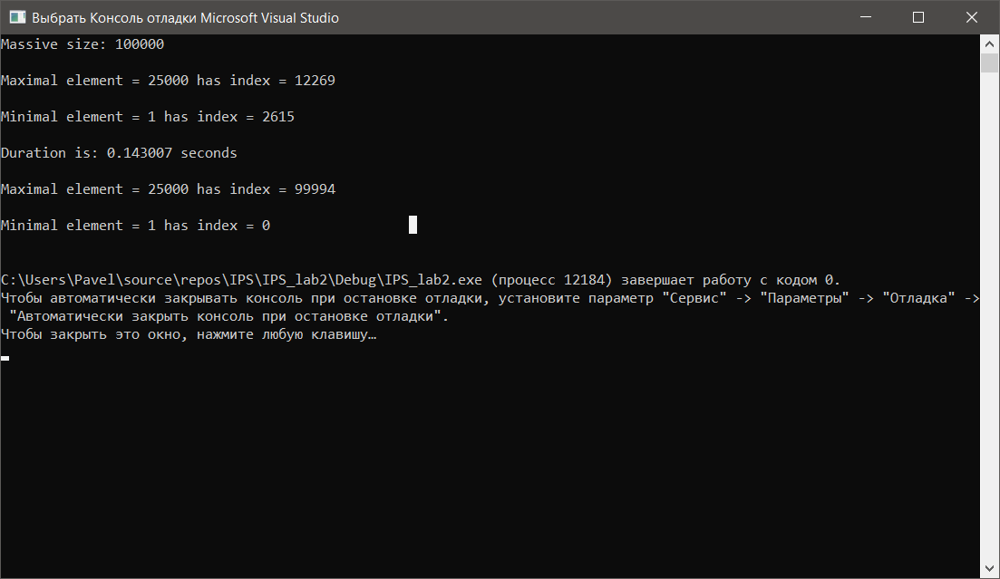 Выбрать Консоль отладки Microsoft Visual Studio
Massive size: 100000
Maximal element = 25000 has index = 12269
Minimal element = 1 has index = 2615
Duration is: 0.143007 seconds
Maximal element = 25000 has index = 99994
Minimal element = 1 has index = 0
C:\Users\Pavel\source\repos\IPS\IPS_lab2\Debug\IPS_lab2.exe (процесс 12184) завершает работу с кодом 0.
Чтобы автоматически закрывать консоль при остановке отладки, установите параметр "Сервис" -> "Параметры" -> "Отладка" ->
"Автоматически закрыть консоль при остановке отладки".
Чтобы закрыть это окно, нажмите любую клавишу…